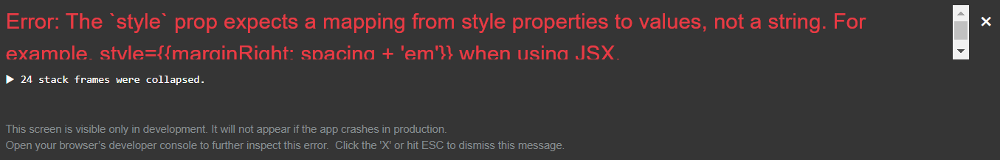 Error: The `style` prop expects a mapping from style properties to values, not a string. For
example, style={{marginRight: spacing + 'em'}} when using JSX.
▶ 24 stack frames were collapsed.
This screen is visible only in development. It will not appear if the app crashes in production.
Open your browser’s developer console to further inspect this error.  Click the 'X' or hit ESC to dismiss this message.